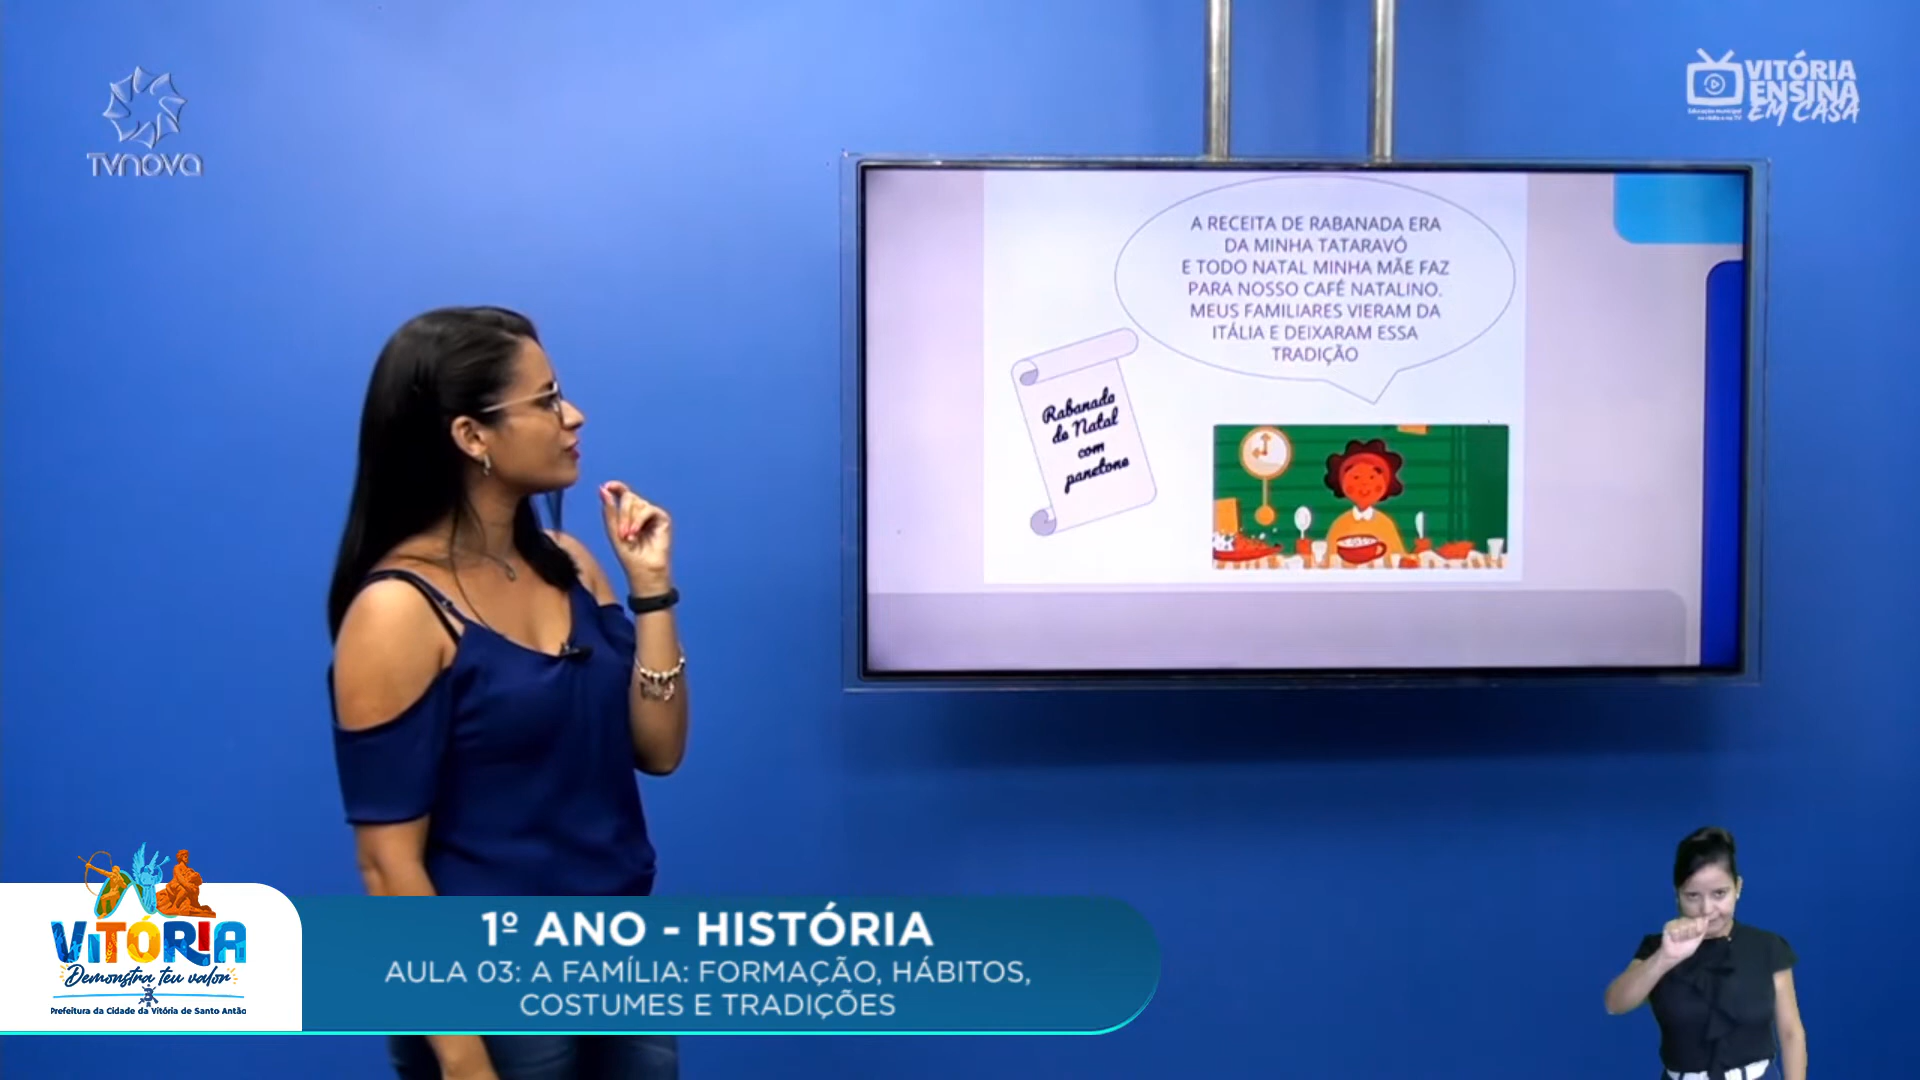 TVNOVA
VITÓRIA
ENSINA
EM CASA
A RECEITA DE RABANADA ERA
DA MINHA TATARAVÓ
E TODO NATAL MINHA MÃE FAZ
PARA NOSSO CAFÉ NATALINO.
MEUS FAMILIARES VIERAM DA
ITÁLIA E DEIXARAM ESSA
TRADIÇÃO
Rabanada
de Natal
com
panetone
VITÓRIA
Demonstra teu valor
Prefeitura da Cidade da Vitória de Santo Antão
1º ANO - HISTÓRIA
AULA 03: A FAMÍLIA: FORMAÇÃO, HÁBITOS,
COSTUMES E TRADIÇÕES